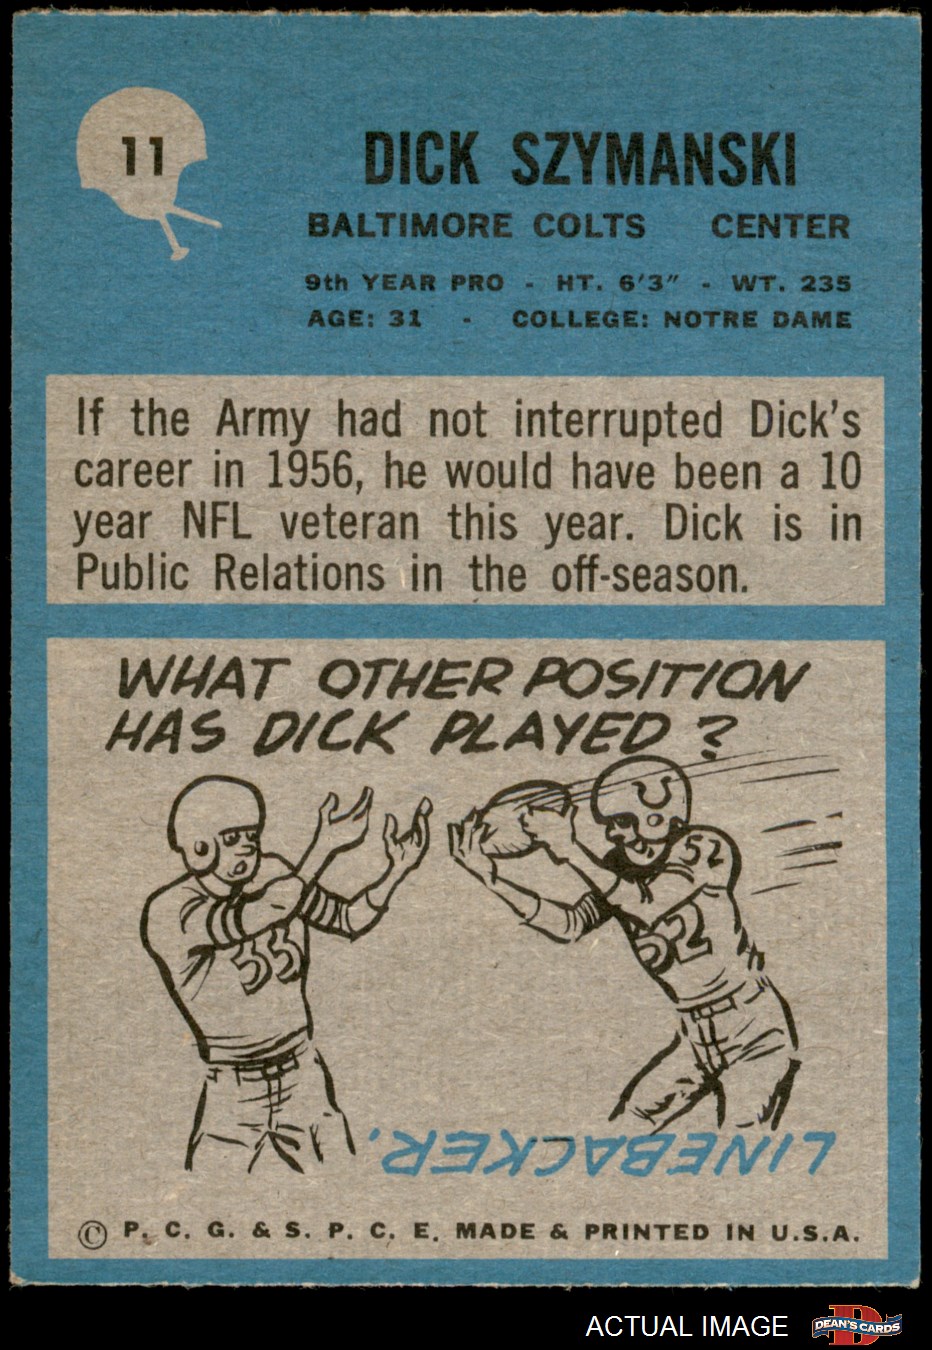 11
DICK SZYMANSKI
BALTIMORE COLTS CENTER
9th YEAR PRO - HT. 6'3" - WT. 235
AGE: 31 - COLLEGE: NOTRE DAME
If the Army had not interrupted Dick's
career in 1956, he would have been a 10
year NFL veteran this year. Dick is in
Public Relations in the off-season.
WHAT OTHER POSITION
HAS DICK PLAYED?
52
55
52
LINEBACKER.
© P. C. G. & S. P. C. E. MADE & PRINTED IN U.S.A.
ACTUAL IMAGE
D
DEAN'S CARDS